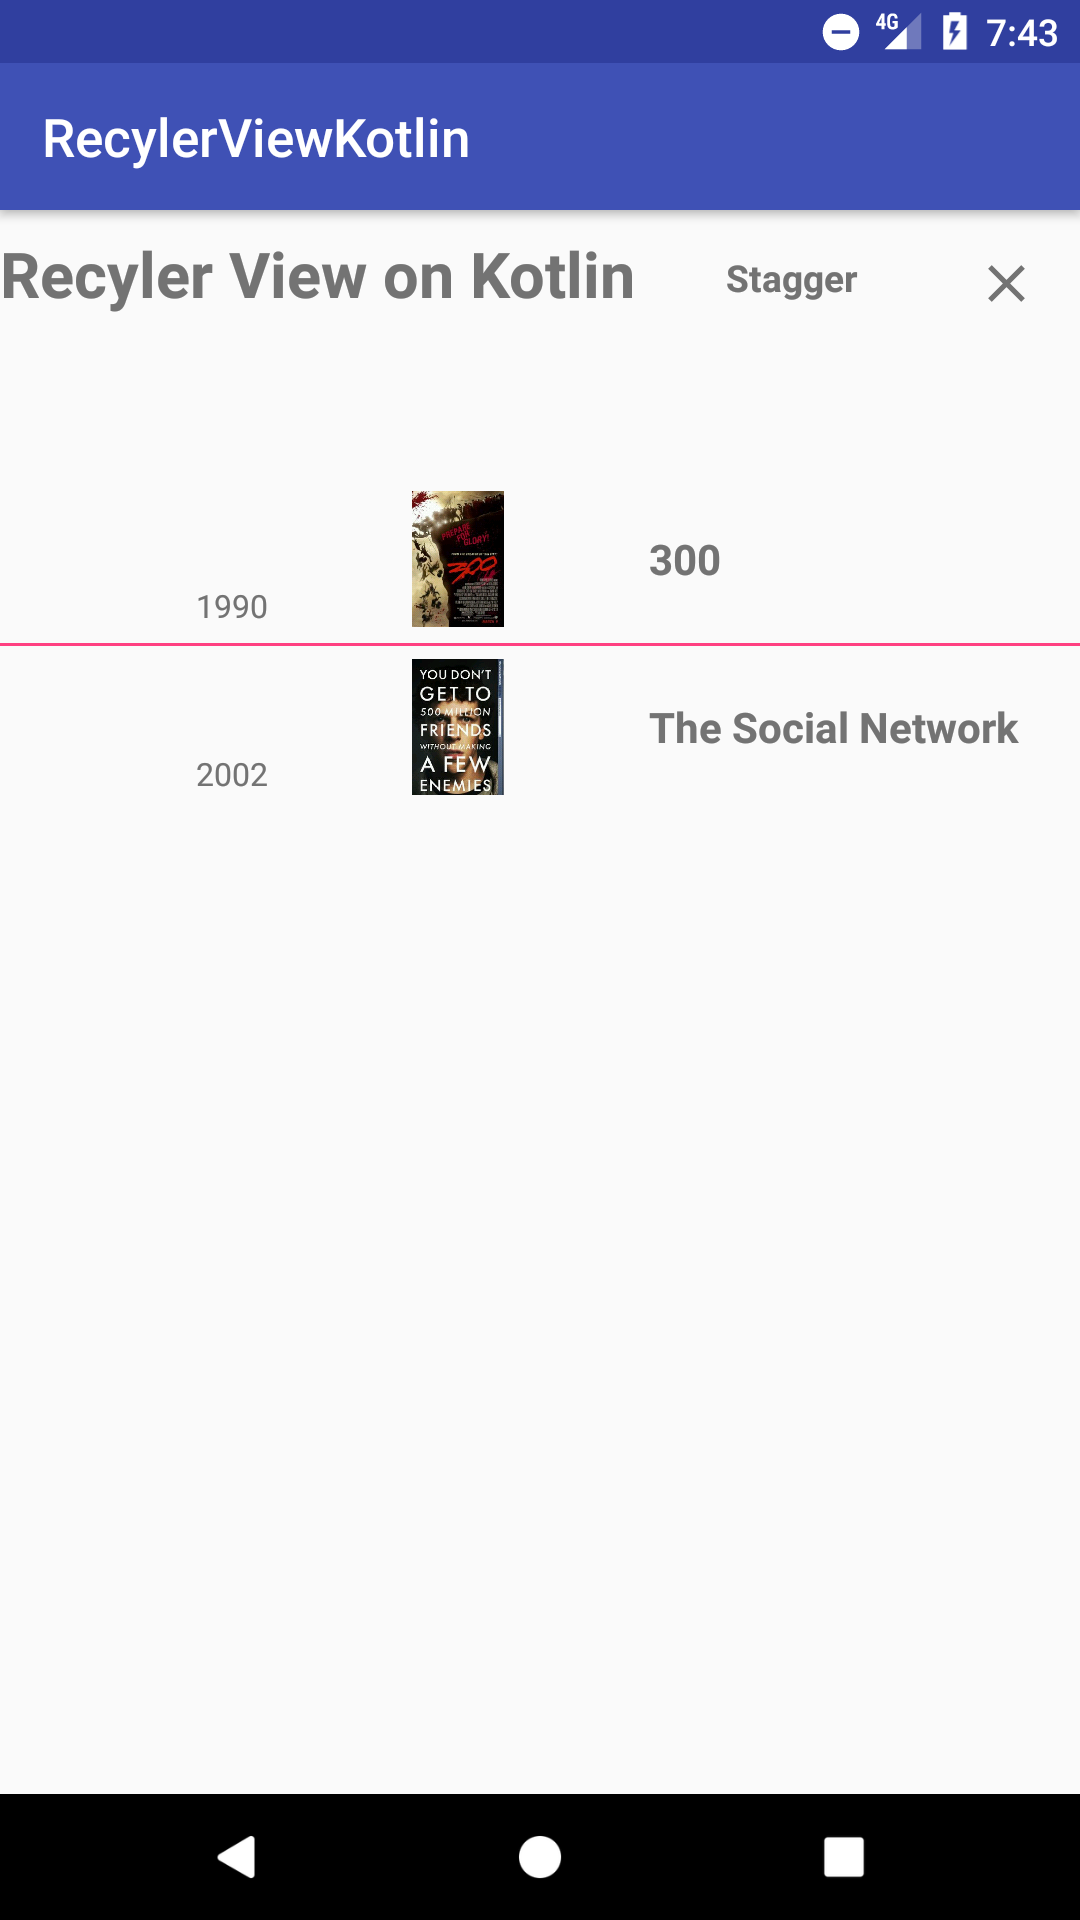 4G 7:43
RecylerViewKotlin
Recyler View on Kotlin Stagger
PREPARE
FOR
GLORY!
300
300
1990
YOU DON'T
GET TO
500 MILLION
FRIENDS
WITHOUT MAKING
A FEW
ENEMIES
The Social Network
2002